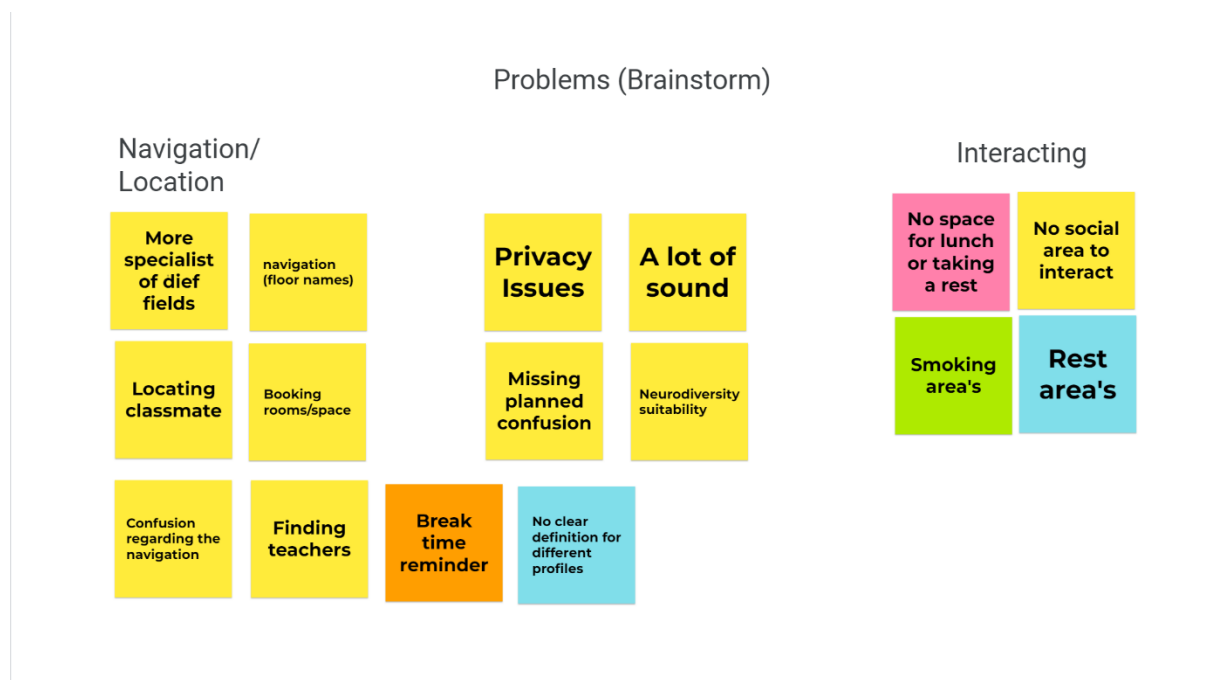 Problems (Brainstorm)
Navigation/
Location
More
specialist
of dief
fields
navigation
(floor names)
Locating
classmate
Booking
rooms/space
Confusion
regarding the
navigation
Finding
teachers
Break
time
reminder
No clear
definition for
different
profiles
Privacy
Issues
A lot of
sound
Missing
planned
confusion
Neurodiversity
suitability
Interacting
No space
for lunch
or taking
a rest
No social
area to
interact
Smoking
area's
Rest
area's